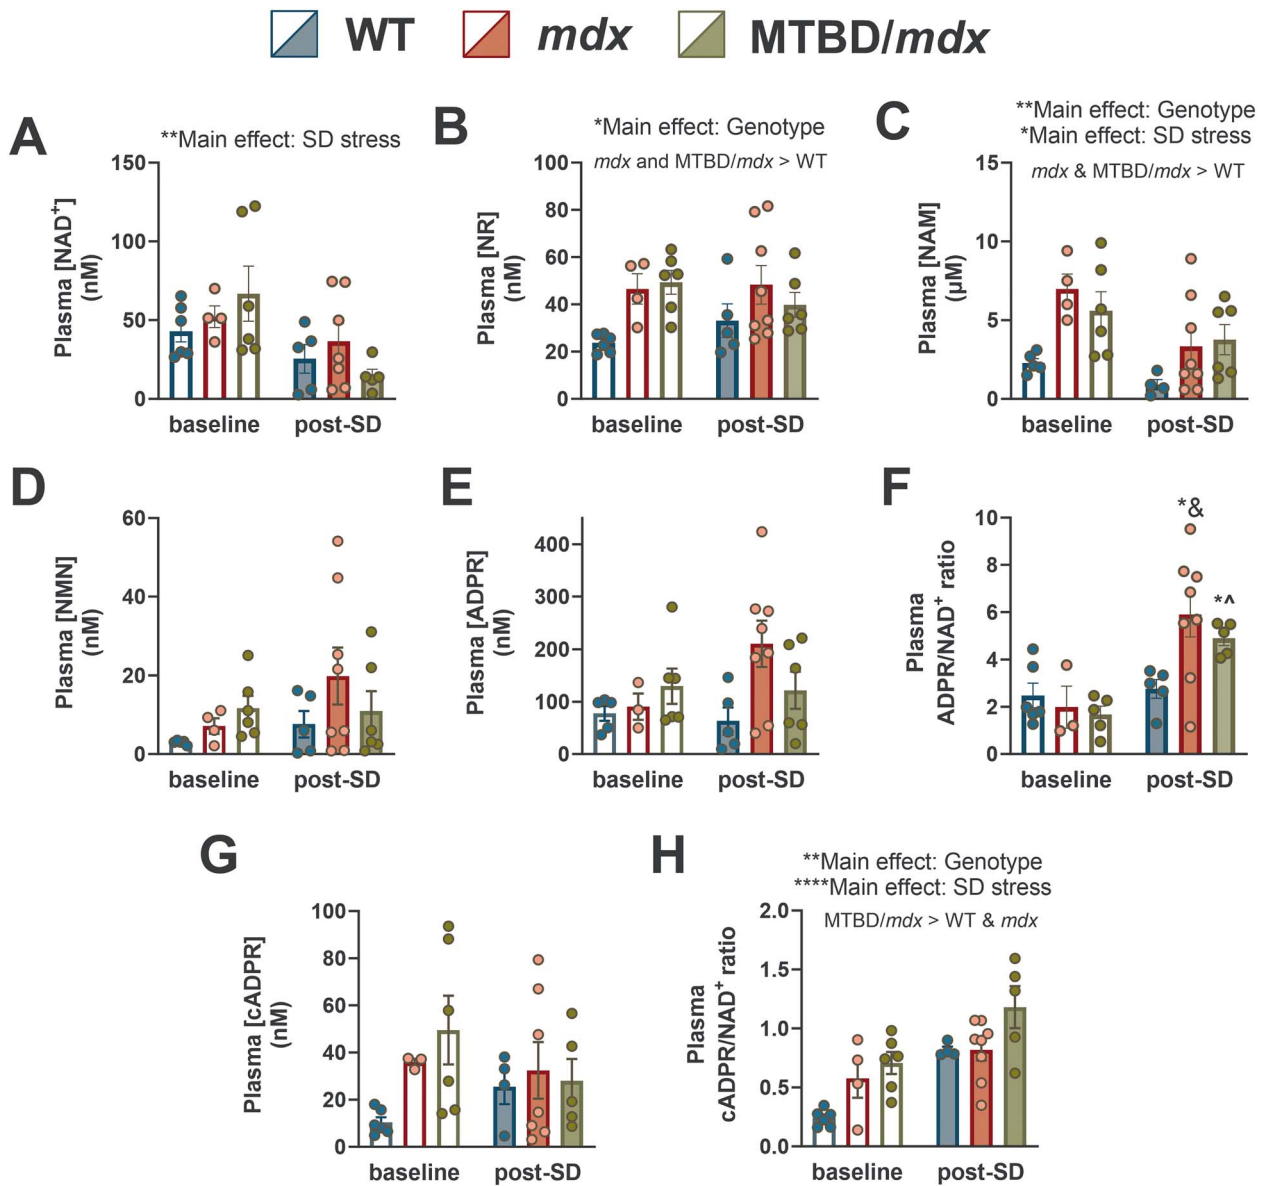 WT mdx MTBD/mdx
A
**Main effect: SD stress
Plasma [NAD⁺]
(nM)
150
100
50
0
baseline post-SD
B
*Main effect: Genotype
mdx and MTBD/mdx > WT
Plasma [NR]
(nM)
100
80
60
40
20
0
baseline post-SD
C
**Main effect: Genotype
*Main effect: SD stress
mdx & MTBD/mdx > WT
Plasma [NAM]
(µM)
15
10
5
0
baseline post-SD
D
Plasma [NMN]
(nM)
60
40
20
0
baseline post-SD
E
Plasma [ADPR]
(nM)
400
300
200
100
0
baseline post-SD
F
Plasma
ADPR/NAD⁺ ratio
10
8
6
4
2
0
*&
*^
baseline post-SD
G
Plasma [cADPR]
(nM)
100
80
60
40
20
0
baseline post-SD
H
**Main effect: Genotype
****Main effect: SD stress
MTBD/mdx > WT & mdx
Plasma
cADPR/NAD⁺ ratio
2.0
1.5
1.0
0.5
0.0
baseline post-SD